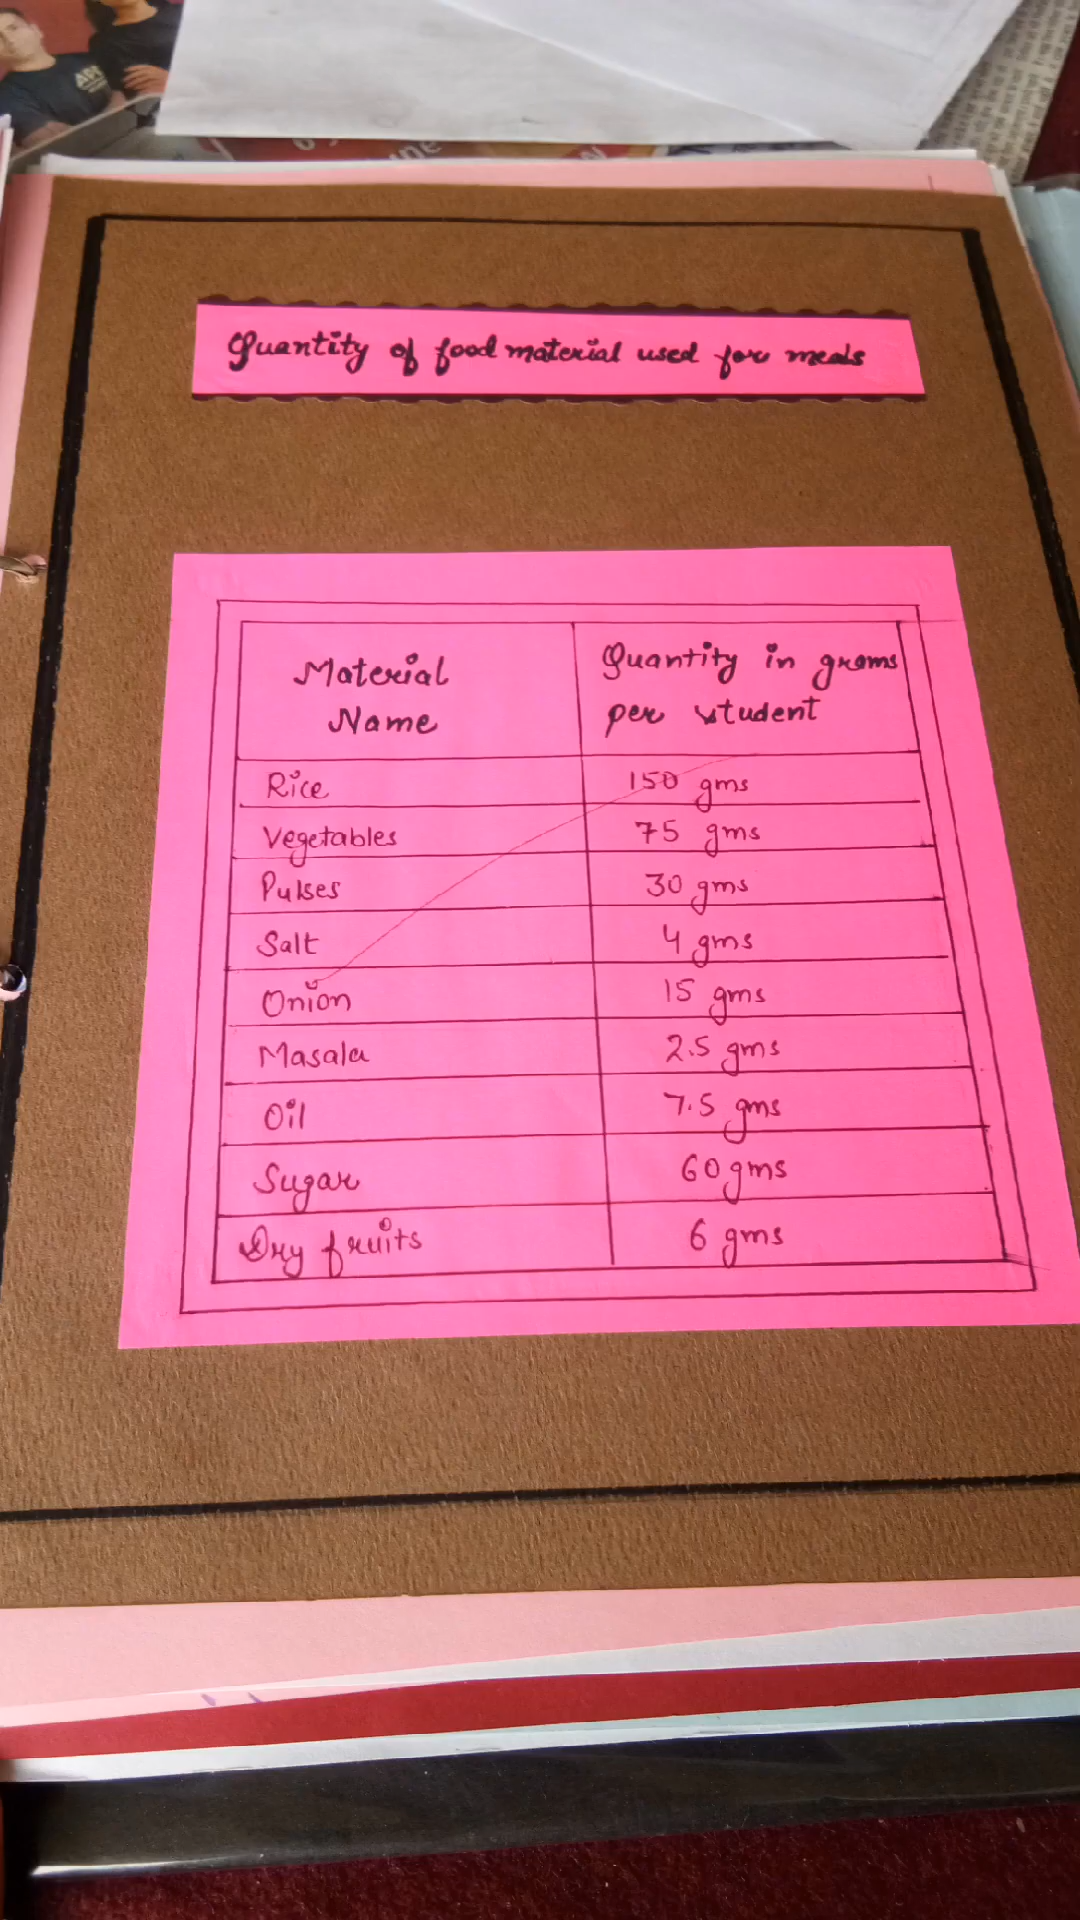 Quantity of food material used for meals
Material Name
Quantity in grams per student
Rice 150 gms
Vegetables 75 gms
Pulses 30 gms
Salt 4 gms
Onion 15 gms
Masala 2.5 gms
Oil 7.5 gms
Sugar 60 gms
Dry fruits 6 gms